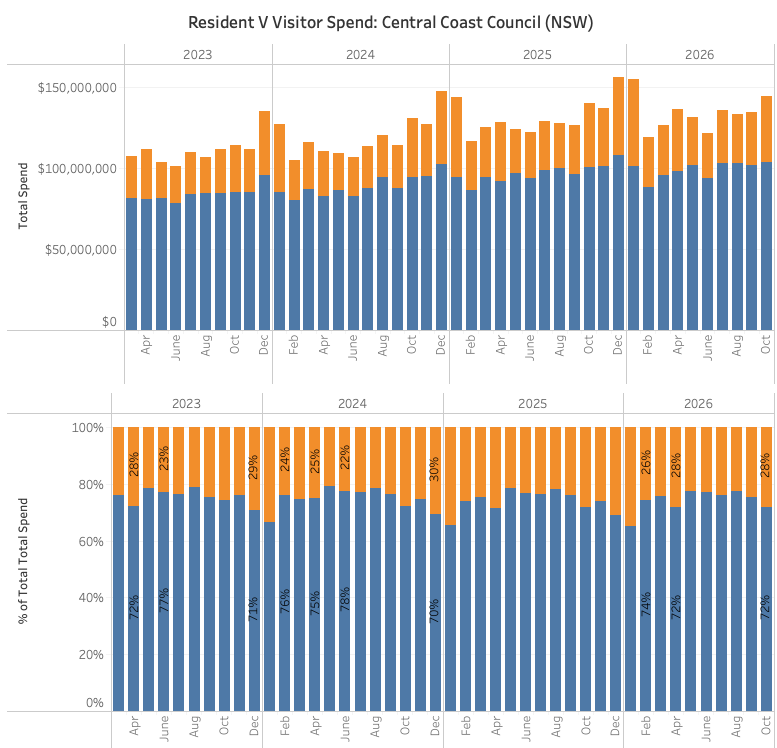 Resident V Visitor Spend: Central Coast Council (NSW)
2023 2024 2025 2026
$150,000,000
$100,000,000
$50,000,000
$0
Total Spend
Apr June Aug Oct Dec Feb Apr June Aug Oct Dec Feb Apr June Aug Oct Dec Feb Apr June Aug Oct
2023 2024 2025 2026
100%
80%
60%
40%
20%
0%
% of Total Total Spend
28% 23% 29% 24% 25% 22% 30% 26% 28% 28%
72% 77% 71% 76% 75% 78% 70% 74% 72% 72%
Apr June Aug Oct Dec Feb Apr June Aug Oct Dec Feb Apr June Aug Oct Dec Feb Apr June Aug Oct